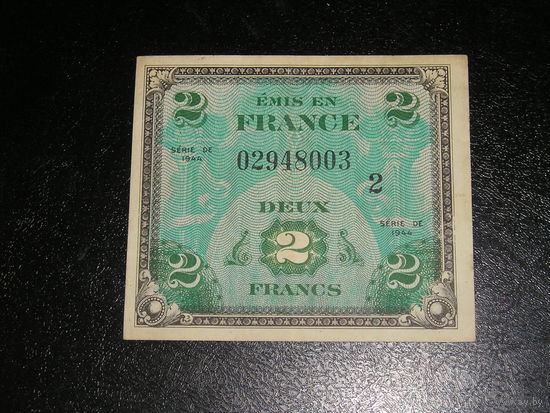 2 ÉMIS EN 2
FRANCE
SÉRIE DE
1944
02948003
2
DEUX
SÉRIE DE
1944
2
2 FRANCS 2